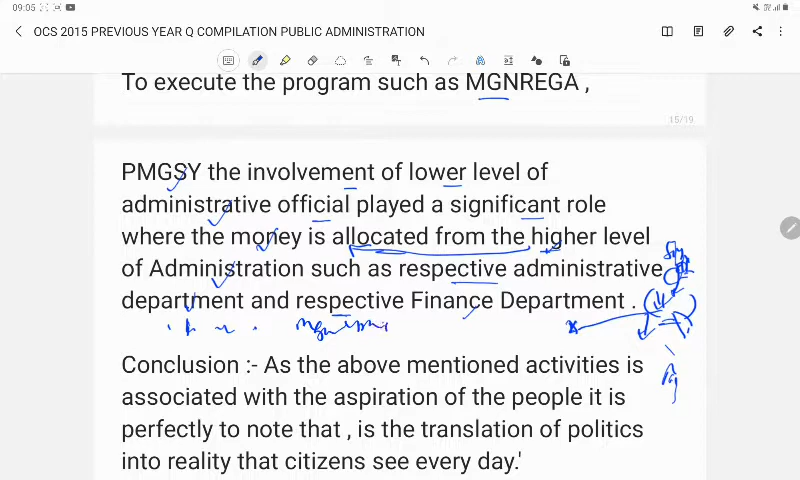 09:05
OCS 2015 PREVIOUS YEAR Q COMPILATION PUBLIC ADMINISTRATION
To execute the program such as MGNREGA ,
15/19
PMGSY the involvement of lower level of
administrative official played a significant role
where the money is allocated from the higher level
of Administration such as respective administrative
department and respective Finance Department .
Conclusion :- As the above mentioned activities is
associated with the aspiration of the people it is
perfectly to note that , is the translation of politics
into reality that citizens see every day.'